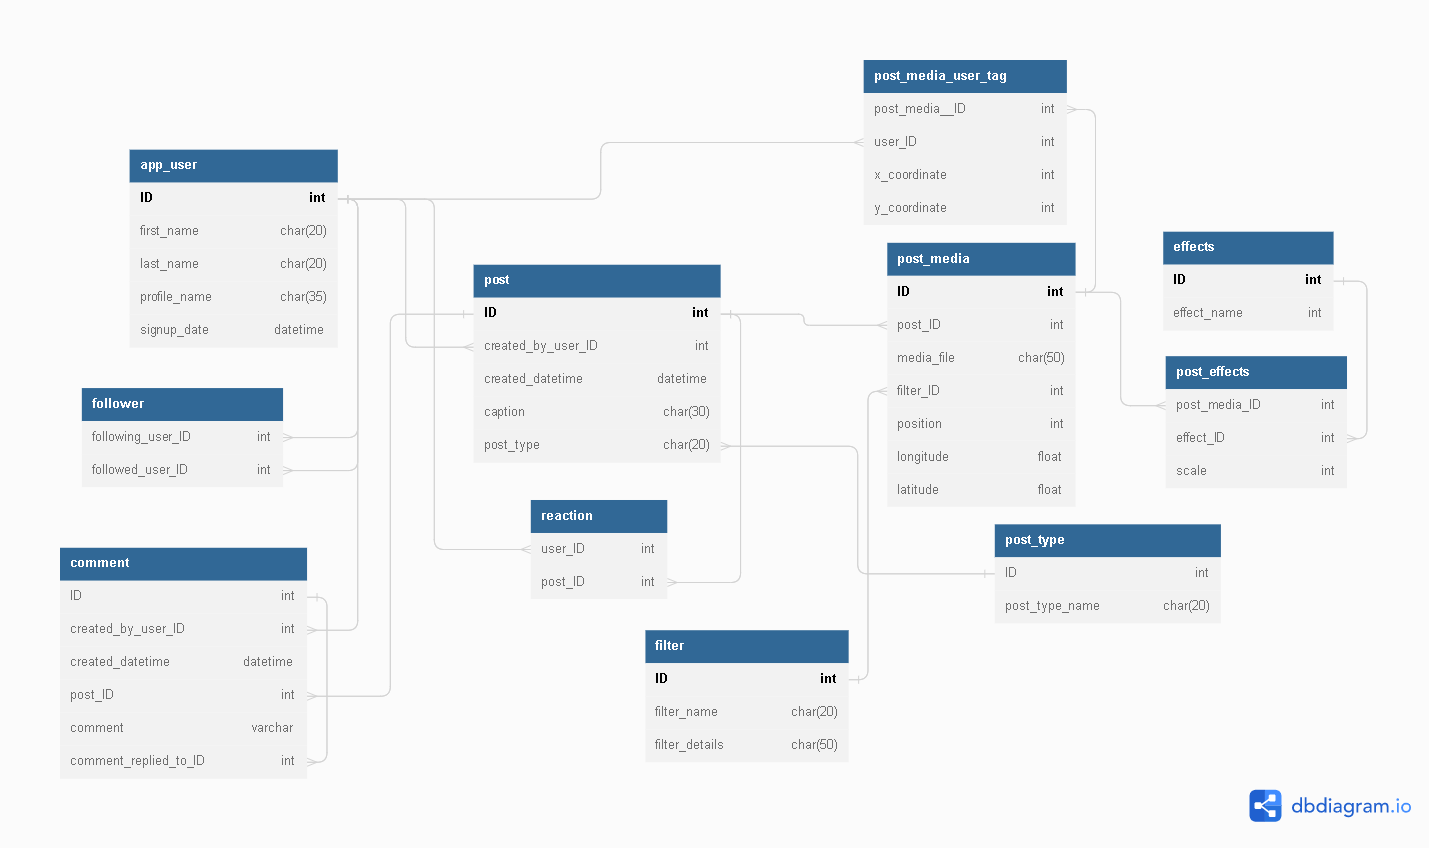 post_media_user_tag
post_media__ID int
user_ID int
x_coordinate int
y_coordinate int
app_user
ID int
first_name char(20)
last_name char(20)
profile_name char(35)
signup_date datetime
post
ID int
created_by_user_ID int
created_datetime datetime
caption char(30)
post_type char(20)
post_media
ID int
post_ID int
media_file char(50)
filter_ID int
position int
longitude float
latitude float
effects
ID int
effect_name int
post_effects
post_media_ID int
effect_ID int
scale int
follower
following_user_ID int
followed_user_ID int
reaction
user_ID int
post_ID int
post_type
ID int
post_type_name char(20)
comment
ID int
created_by_user_ID int
created_datetime datetime
post_ID int
comment varchar
comment_replied_to_ID int
filter
ID int
filter_name char(20)
filter_details char(50)
dbdiagram.io